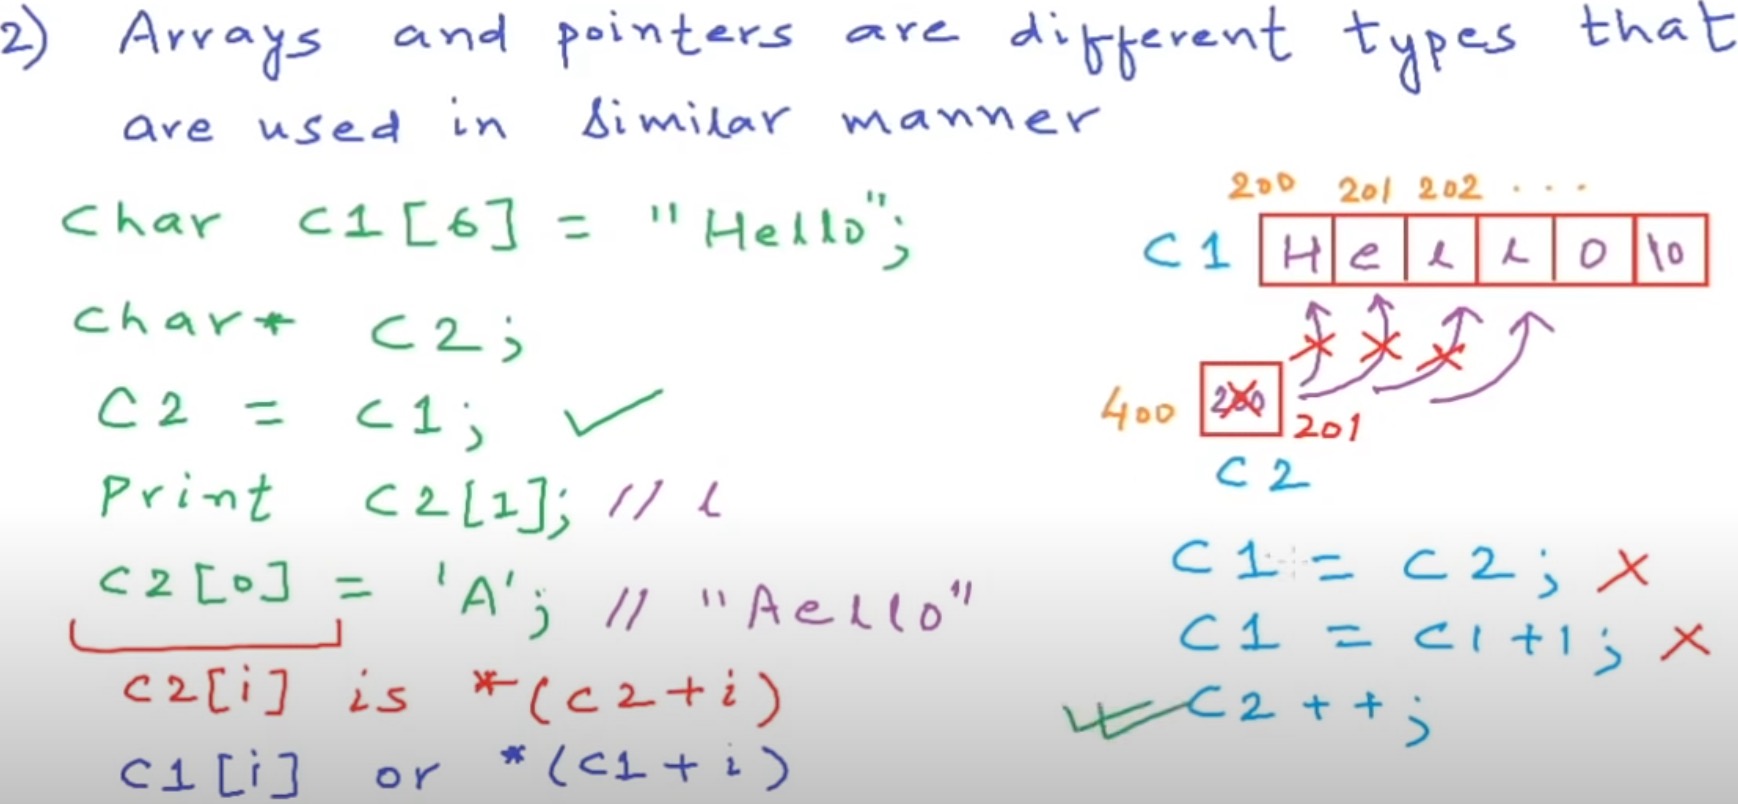 2) Arrays and pointers are different types that
are used in similar manner
Char C1[6] = "Hello";
Char* C2;
C2 = C1; ✓
Print C2[1]; // l
C2[0] = 'A'; // "Aello"
C2[i] is *(C2+i)
C1[i] or *(C1+i)
200 201 202 ...
C1 H e l l o \0
400 200 201
C2
C1 = C2; X
C1 = C1+1; X
✓ C2++;